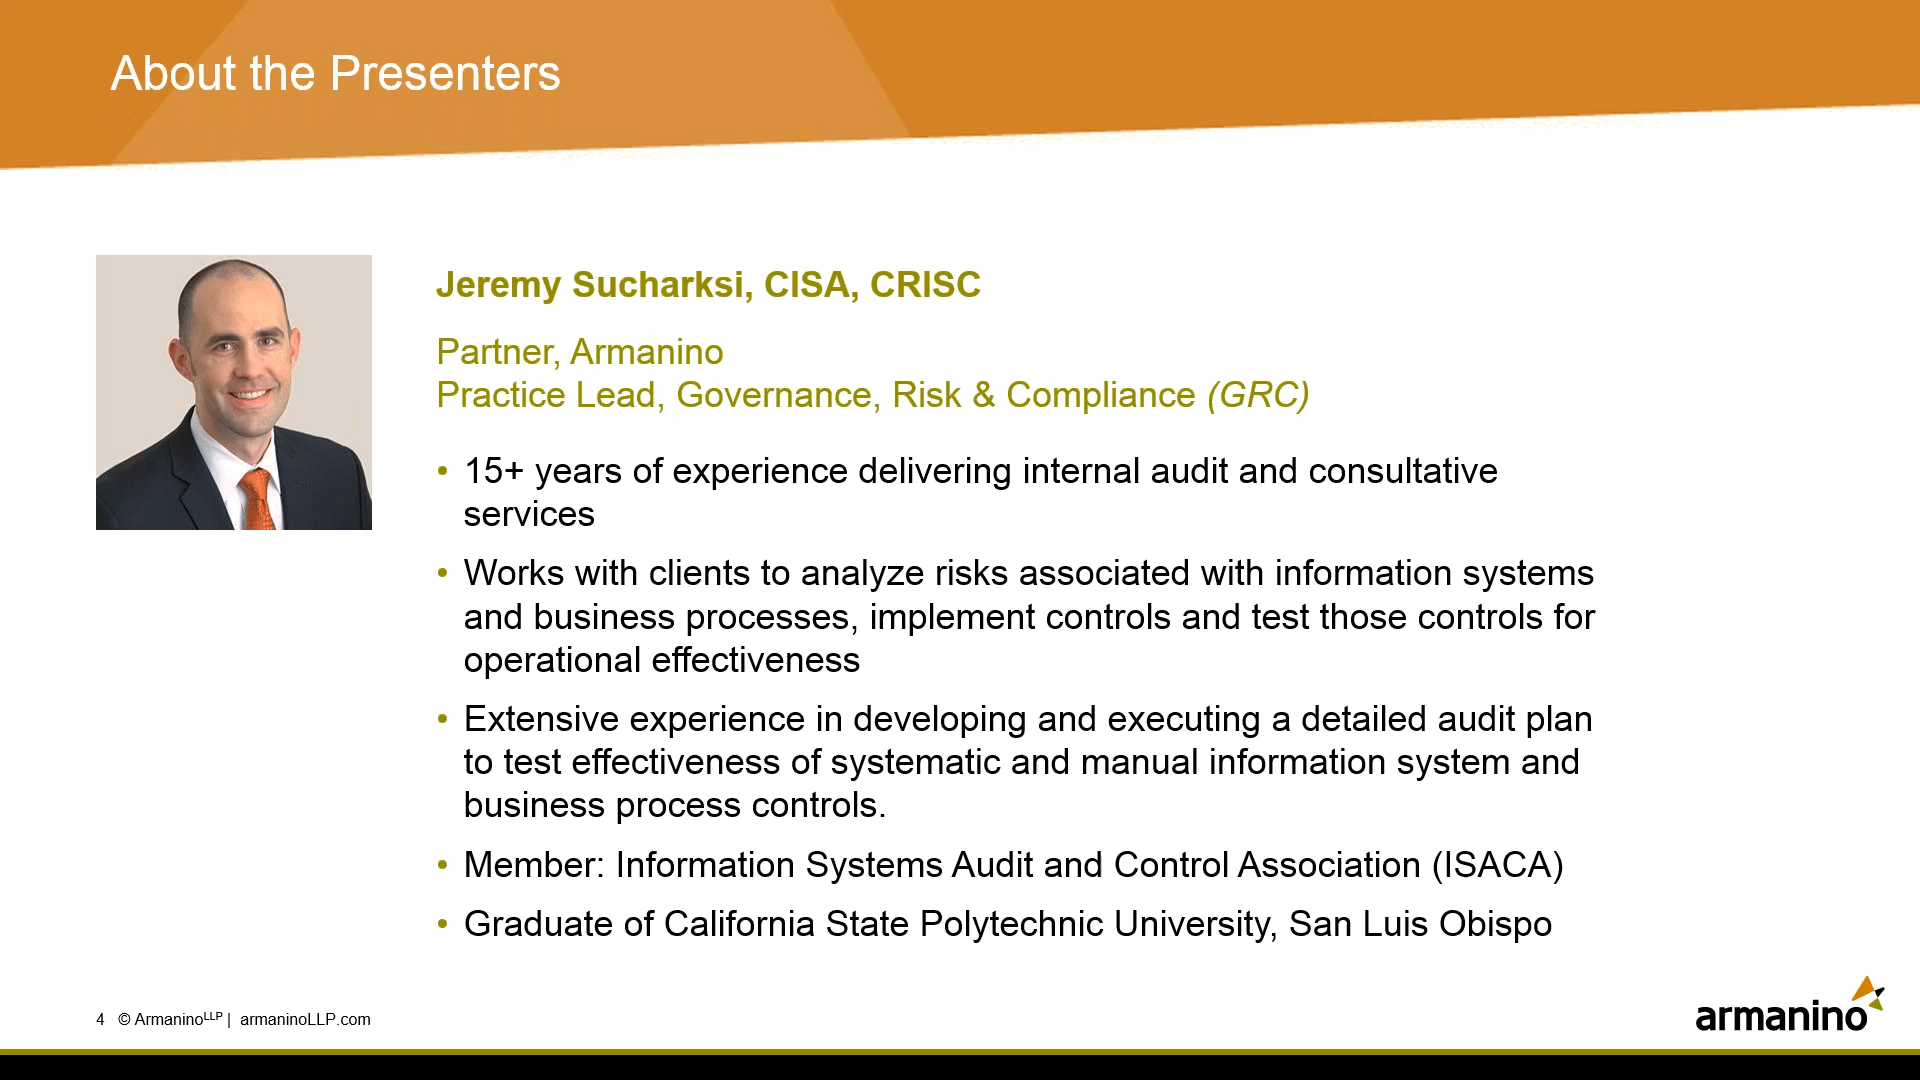 About the Presenters
Jeremy Sucharksi, CISA, CRISC
Partner, Armanino
Practice Lead, Governance, Risk & Compliance (GRC)
• 15+ years of experience delivering internal audit and consultative
services
• Works with clients to analyze risks associated with information systems
and business processes, implement controls and test those controls for
operational effectiveness
• Extensive experience in developing and executing a detailed audit plan
to test effectiveness of systematic and manual information system and
business process controls.
• Member: Information Systems Audit and Control Association (ISACA)
• Graduate of California State Polytechnic University, San Luis Obispo
4 © ArmaninoLLP | armaninoLLP.com
armanino